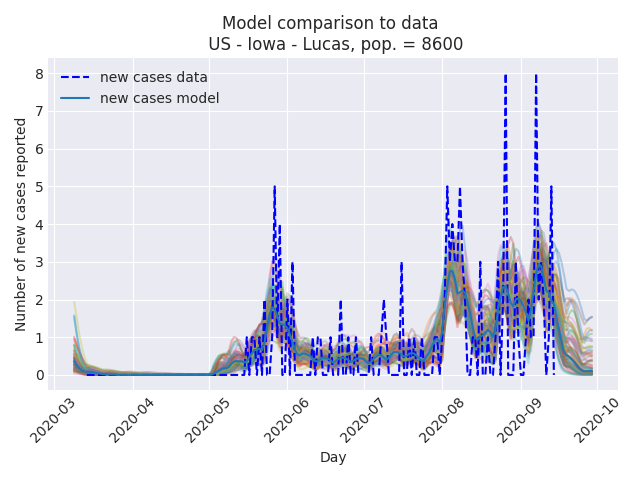 Model comparison to data
US - Iowa - Lucas, pop. = 8600
new cases data
new cases model
Number of new cases reported
8
7
6
5
4
3
2
1
0
2020-03
2020-04
2020-05
2020-06
2020-07
2020-08
2020-09
2020-10
Day